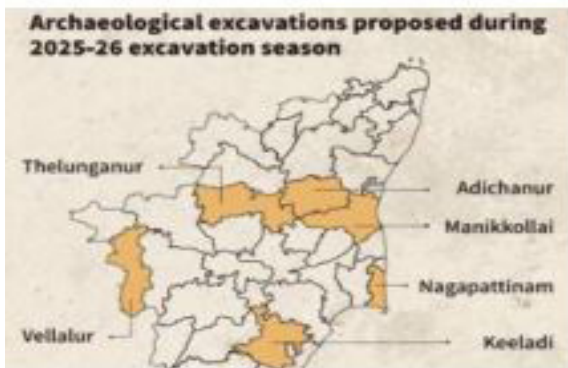 Archaeological excavations proposed during
2025-26 excavation season
Thelunganur
Adichanur
Manikkollai
Nagapattinam
Vellalur
Keeladi